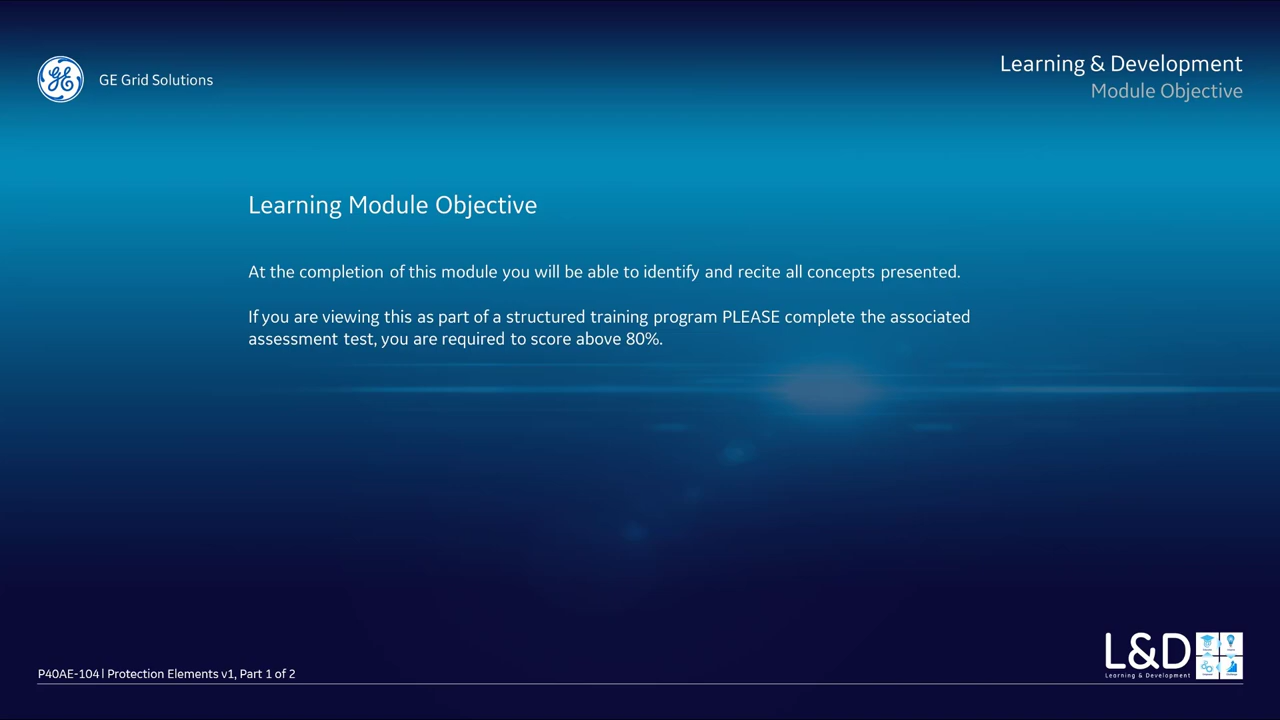 GE Grid Solutions
Learning & Development
Module Objective
Learning Module Objective
At the completion of this module you will be able to identify and recite all concepts presented.
If you are viewing this as part of a structured training program PLEASE complete the associated
assessment test, you are required to score above 80%.
L&D
Learning & Development
P40AE-104 | Protection Elements v1, Part 1 of 2